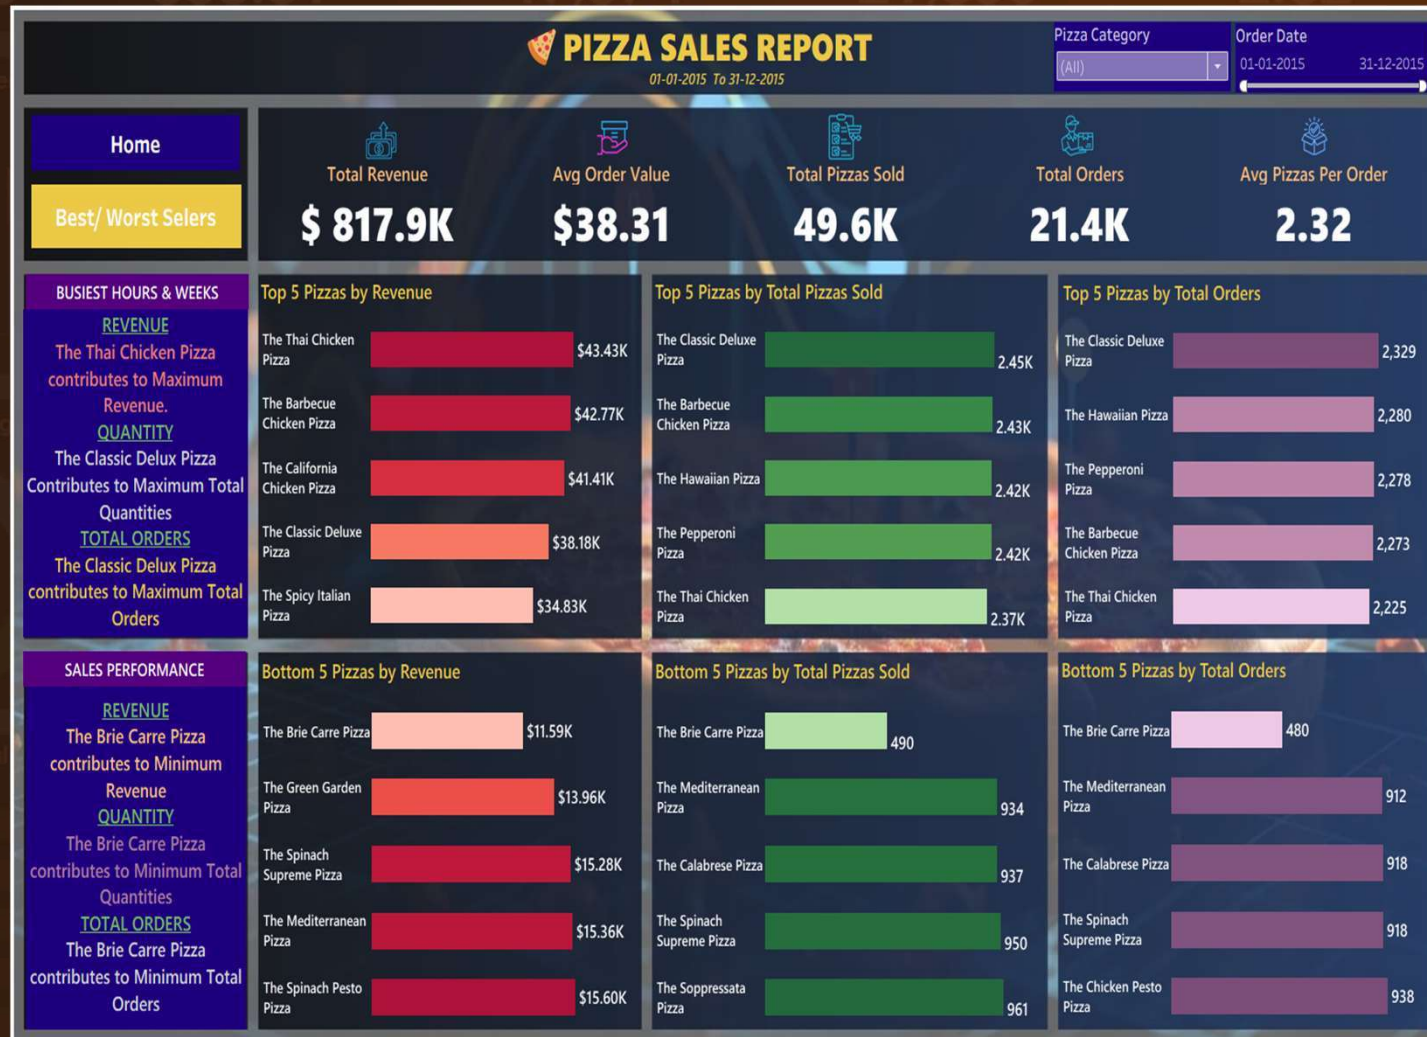 PIZZA SALES REPORT
01-01-2015 To 31-12-2015
Pizza Category
(All)
Order Date
01-01-2015 31-12-2015
Home
Best/ Worst Selers
Total Revenue
$ 817.9K
Avg Order Value
$38.31
Total Pizzas Sold
49.6K
Total Orders
21.4K
Avg Pizzas Per Order
2.32
BUSIEST HOURS & WEEKS
REVENUE
The Thai Chicken Pizza
contributes to Maximum
Revenue.
QUANTITY
The Classic Delux Pizza
Contributes to Maximum Total
Quantities
TOTAL ORDERS
The Classic Delux Pizza
contributes to Maximum Total
Orders
Top 5 Pizzas by Revenue
The Thai Chicken
Pizza
$43.43K
The Barbecue
Chicken Pizza
$42.77K
The California
Chicken Pizza
$41.41K
The Classic Deluxe
Pizza
$38.18K
The Spicy Italian
Pizza
$34.83K
Top 5 Pizzas by Total Pizzas Sold
The Classic Deluxe
Pizza
2.45K
The Barbecue
Chicken Pizza
2.43K
The Hawaiian Pizza
2.42K
The Pepperoni
Pizza
2.42K
The Thai Chicken
Pizza
2.37K
Top 5 Pizzas by Total Orders
The Classic Deluxe
Pizza
2,329
The Hawaiian Pizza
2,280
The Pepperoni
Pizza
2,278
The Barbecue
Chicken Pizza
2,273
The Thai Chicken
Pizza
2,225
SALES PERFORMANCE
REVENUE
The Brie Carre Pizza
contributes to Minimum
Revenue
QUANTITY
The Brie Carre Pizza
contributes to Minimum Total
Quantities
TOTAL ORDERS
The Brie Carre Pizza
contributes to Minimum Total
Orders
Bottom 5 Pizzas by Revenue
The Brie Carre Pizza
$11.59K
The Green Garden
Pizza
$13.96K
The Spinach
Supreme Pizza
$15.28K
The Mediterranean
Pizza
$15.36K
The Spinach Pesto
Pizza
$15.60K
Bottom 5 Pizzas by Total Pizzas Sold
The Brie Carre Pizza
490
The Mediterranean
Pizza
934
The Calabrese Pizza
937
The Spinach
Supreme Pizza
950
The Soppressata
Pizza
961
Bottom 5 Pizzas by Total Orders
The Brie Carre Pizza
480
The Mediterranean
Pizza
912
The Calabrese Pizza
918
The Spinach
Supreme Pizza
918
The Chicken Pesto
Pizza
938